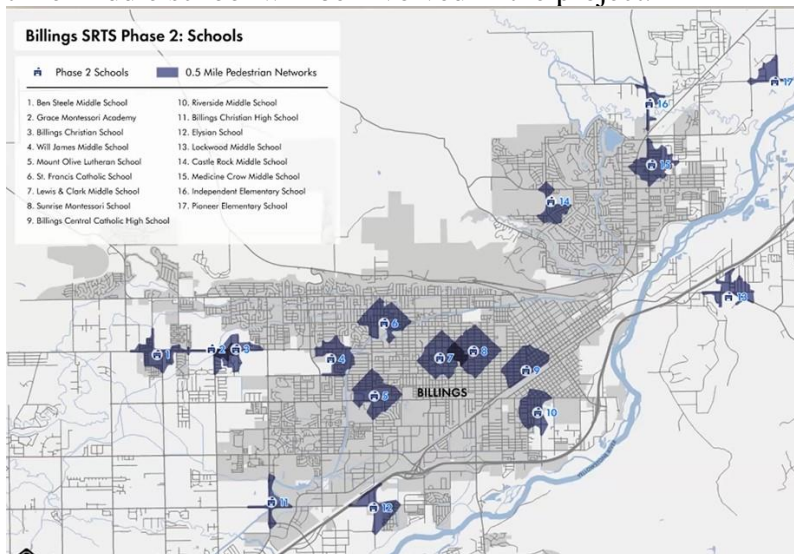 Billings SRTS Phase 2: Schools
Phase 2 Schools
0.5 Mile Pedestrian Networks
1. Ben Steele Middle School
2. Grace Montessori Academy
3. Billings Christian School
4. Will James Middle School
5. Mount Olive Lutheran School
6. St. Francis Catholic School
7. Lewis & Clark Middle School
8. Sunrise Montessori School
9. Billings Central Catholic High School
10. Riverside Middle School
11. Billings Christian High School
12. Elysian School
13. Lockwood Middle School
14. Castle Rock Middle School
15. Medicine Crow Middle School
16. Independent Elementary School
17. Pioneer Elementary School
17
16
15
14
13
6
1
2
3
4
7
8
9
5
BILLINGS
10
11
12